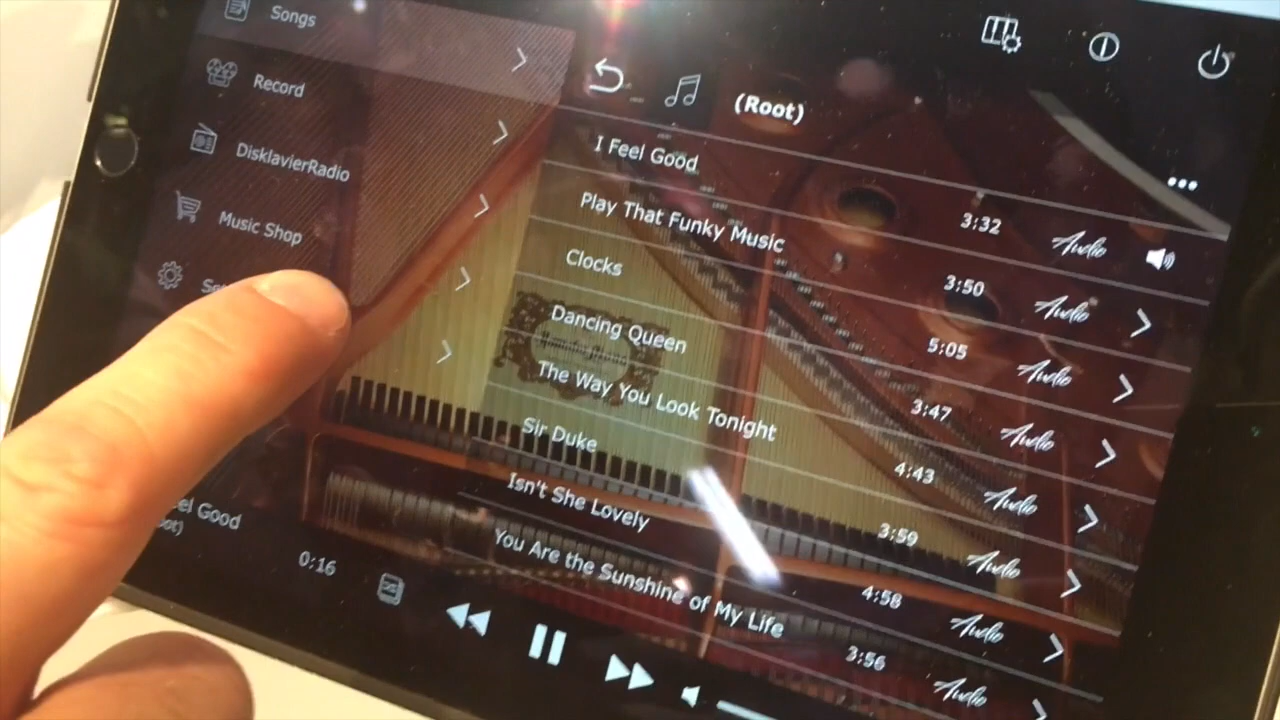 Songs
Record
DisklavierRadio
Music Shop
(Root)
I Feel Good
3:32
Audio
Play That Funky Music
3:50
Audio
Clocks
5:05
Audio
Dancing Queen
3:47
Audio
The Way You Look Tonight
4:43
Audio
Sir Duke
3:59
Audio
Isn't She Lovely
4:58
Audio
You Are the Sunshine of My Life
3:56
Audio
eel Good
0:16